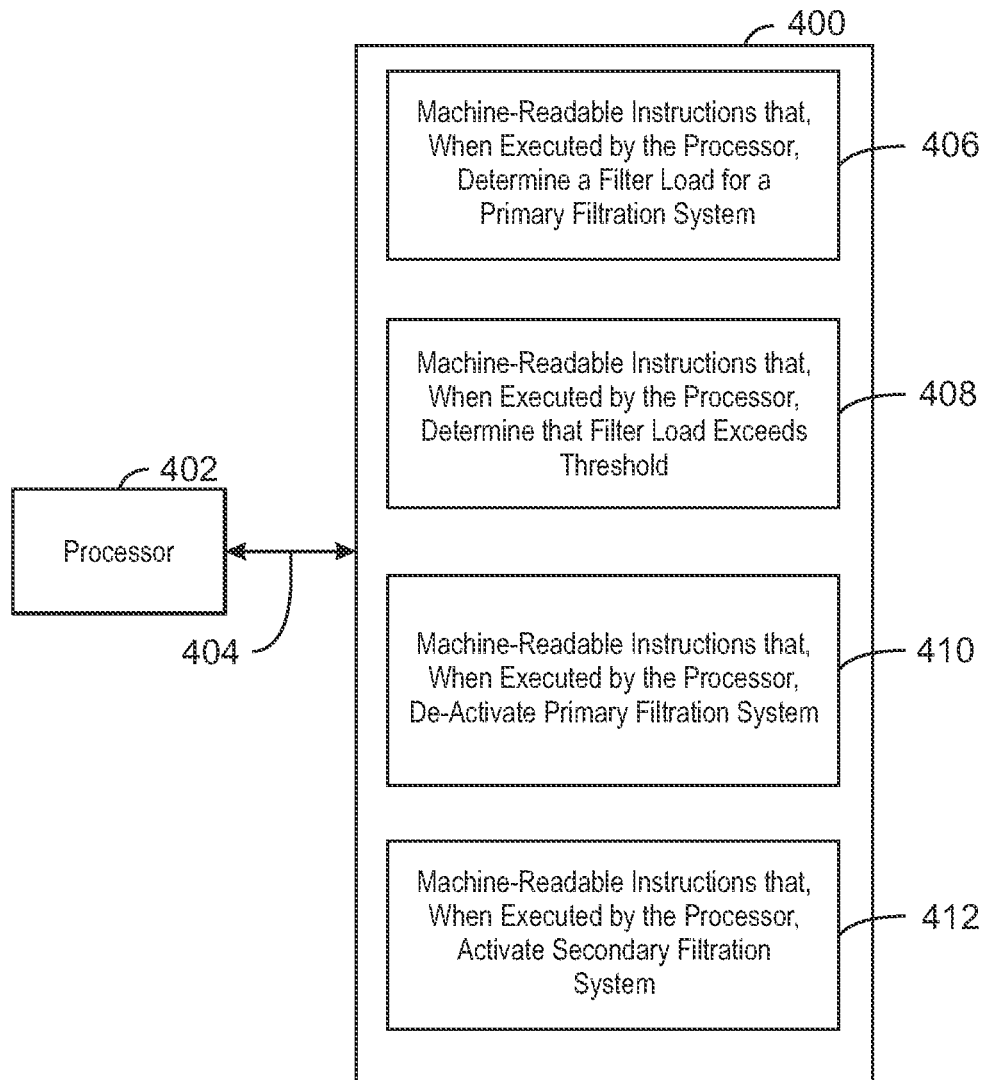 400
Machine-Readable Instructions that,
When Executed by the Processor,
Determine a Filter Load for a
Primary Filtration System
406
Machine-Readable Instructions that,
When Executed by the Processor,
Determine that Filter Load Exceeds
Threshold
408
402
Processor
404
Machine-Readable Instructions that,
When Executed by the Processor,
De-Activate Primary Filtration System
410
Machine-Readable Instructions that,
When Executed by the Processor,
Activate Secondary Filtration
System
412